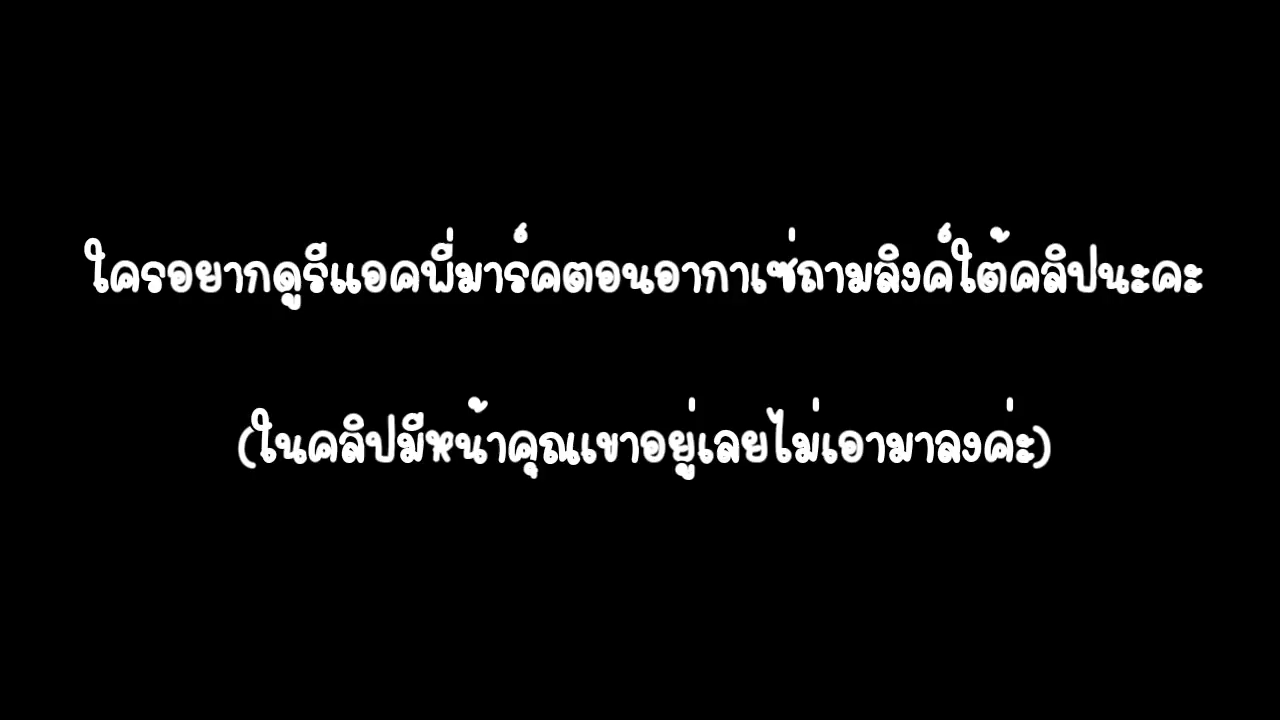 ใครอยากดูรีแอคพี่มาร์คตอนอากาเซ่ถามลิงค์ใต้คลิปนะคะ
(ในคลิปมีหน้าคุณเขาอยู่เลยไม่เอามาลงค่ะ)